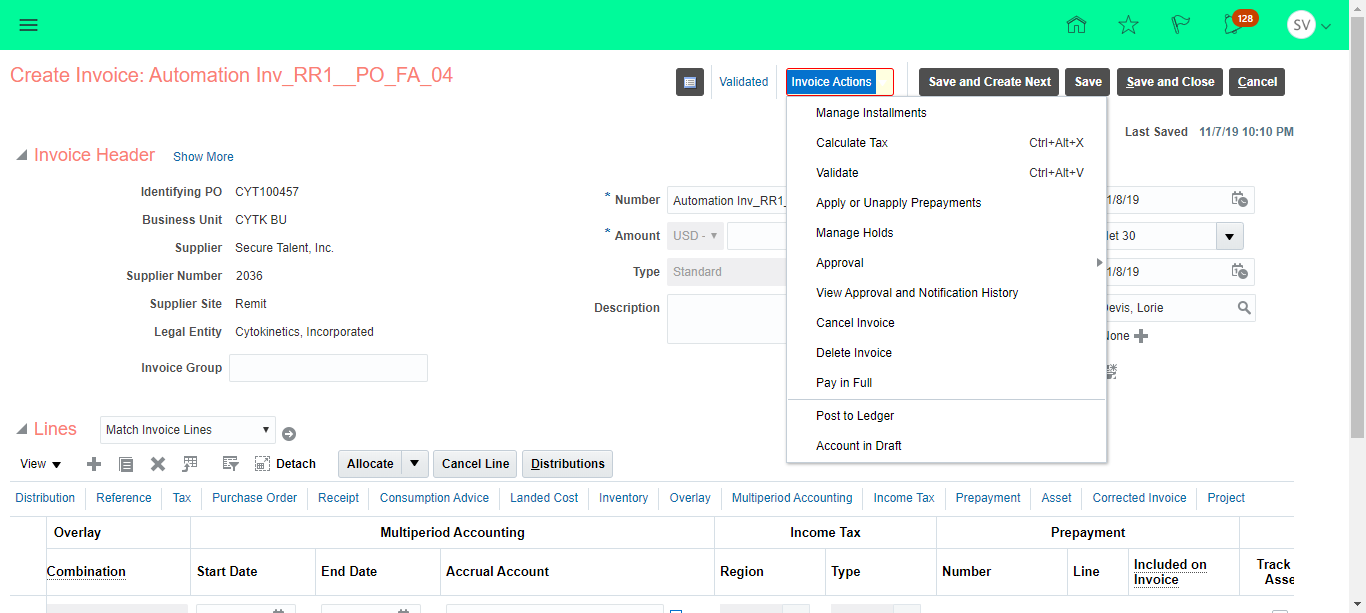 128
SV
Create Invoice: Automation Inv_RR1__PO_FA_04
Validated
Invoice Actions
Save and Create Next
Save
Save and Close
Cancel
Manage Installments
Calculate Tax Ctrl+Alt+X
Validate Ctrl+Alt+V
Apply or Unapply Prepayments
Manage Holds
Approval
View Approval and Notification History
Cancel Invoice
Delete Invoice
Pay in Full
Post to Ledger
Account in Draft
Last Saved 11/7/19 10:10 PM
Invoice Header Show More
Identifying PO CYT100457
Business Unit CYTK BU
Supplier Secure Talent, Inc.
Supplier Number 2036
Supplier Site Remit
Legal Entity Cytokinetics, Incorporated
Invoice Group
* Number Automation Inv_RR1_
* Amount USD -
Type Standard
Description
1/8/19
et 30
1/8/19
evis, Lorie
one
Lines Match Invoice Lines
View Detach Allocate Cancel Line Distributions
Distribution Reference Tax Purchase Order Receipt Consumption Advice Landed Cost Inventory Overlay Multiperiod Accounting Income Tax Prepayment Asset Corrected Invoice Project
Overlay Multiperiod Accounting Income Tax Prepayment
Combination Start Date End Date Accrual Account Region Type Number Line Included on Invoice Track Asse